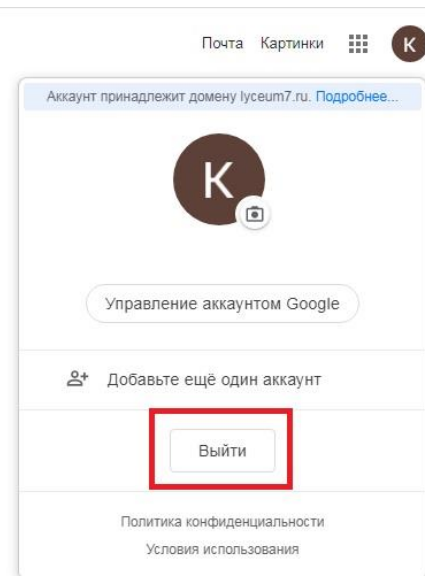 Почта Картинки К
Аккаунт принадлежит домену lyceum7.ru. Подробнее...
К
Управление аккаунтом Google
Добавьте ещё один аккаунт
Выйти
Политика конфиденциальности
Условия использования